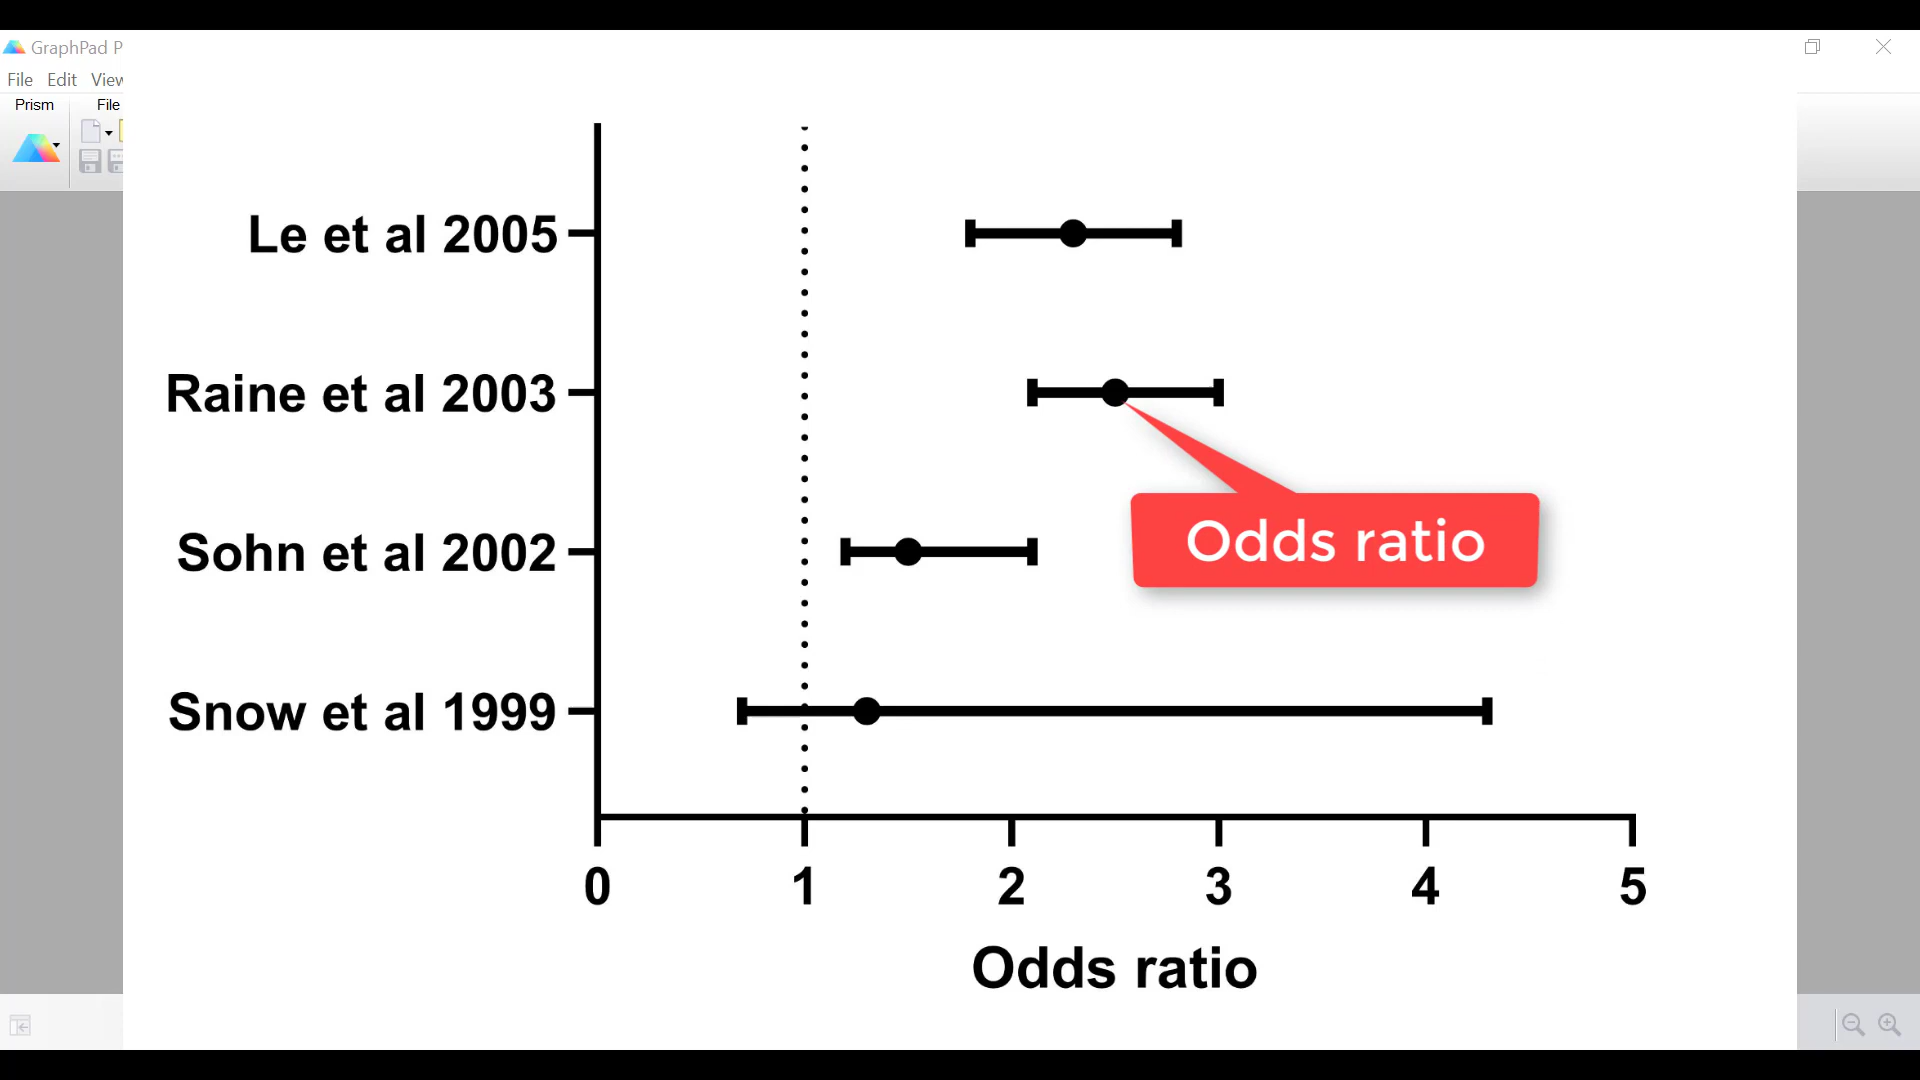 GraphPad P
File Edit View
Prism File
Le et al 2005
Raine et al 2003
Odds ratio
Sohn et al 2002
Snow et al 1999
0 1 2 3 4 5
Odds ratio